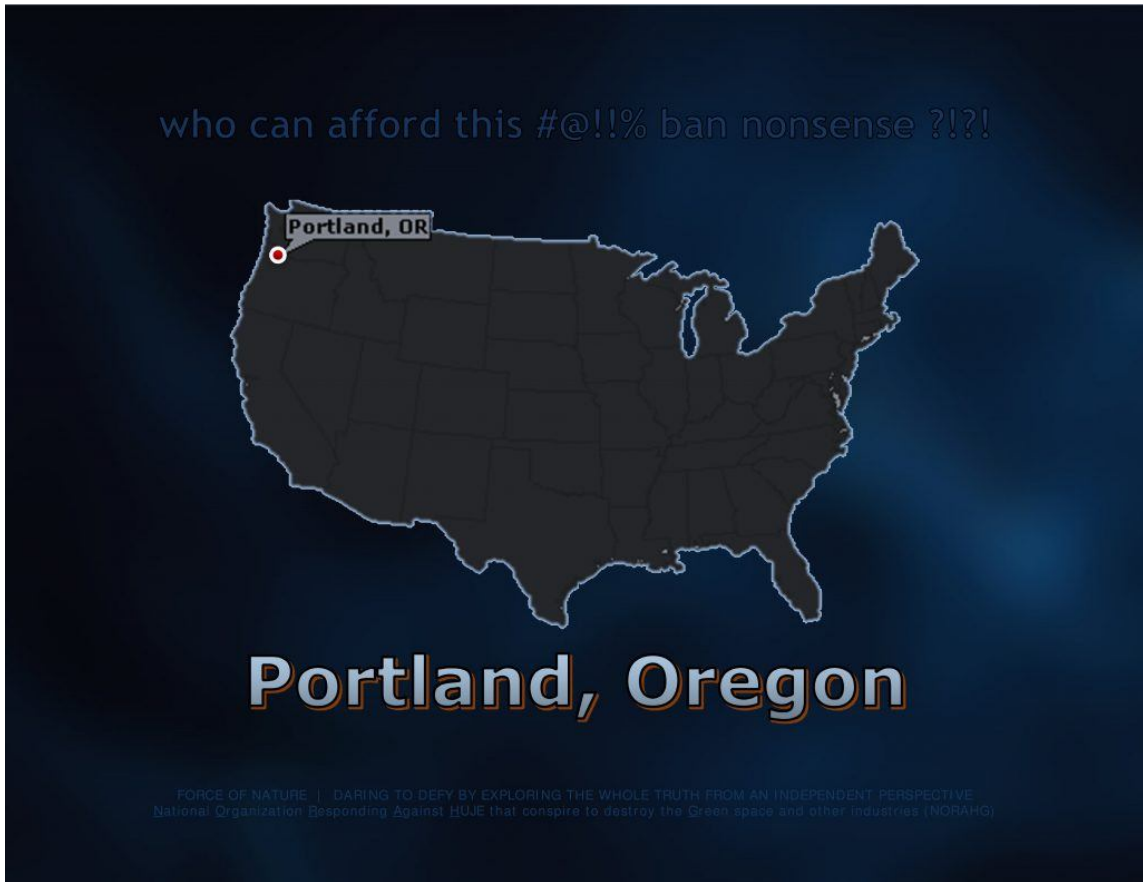 who can afford this #@!!% ban nonsense ?!?!
Portland, OR
Portland, Oregon
FORCE OF NATURE | DARING TO DEFY BY EXPLORING THE WHOLE TRUTH FROM AN INDEPENDENT PERSPECTIVE
National Organization Responding Against HUJE that conspire to destroy the Green space and other industries (NORAHG)